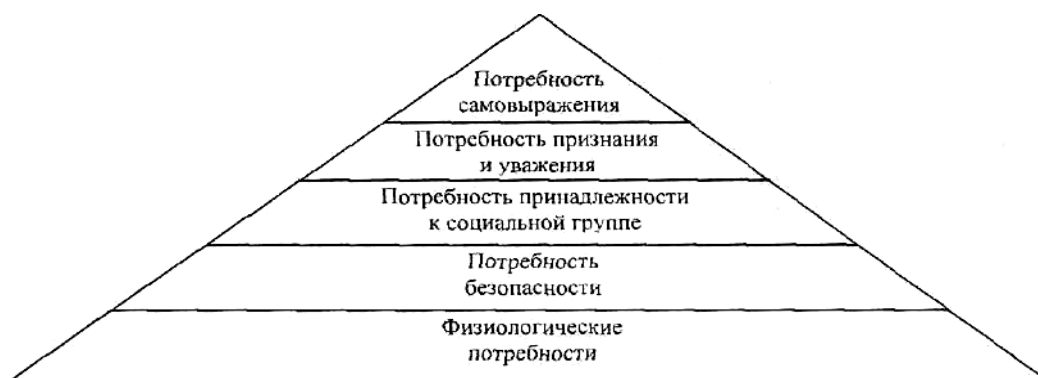 Потребность
самовыражения
Потребность признания
и уважения
Потребность принадлежности
к социальной группе
Потребность
безопасности
Физиологические
потребности